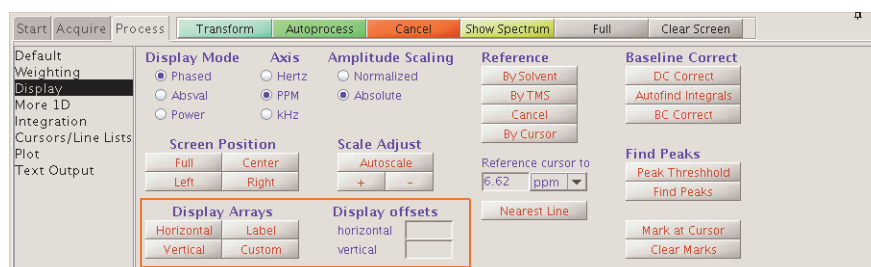 Start Acquire Process Transform Autoprocess Cancel Show Spectrum Full Clear Screen
Default
Weighting
Display
More 1D
Integration
Cursors/Line Lists
Plot
Text Output
Display Mode Axis Amplitude Scaling
Phased Hertz Normalized
Absval PPM Absolute
Power kHz
Screen Position Scale Adjust
Full Center Autoscale
Left Right + -
Display Arrays Display offsets
Horizontal Label horizontal
Vertical Custom vertical
Reference
By Solvent
By TMS
Cancel
By Cursor
Reference cursor to
6.62 ppm
Nearest Line
Baseline Correct
DC Correct
Autofind Integrals
BC Correct
Find Peaks
Peak Threshhold
Find Peaks
Mark at Cursor
Clear Marks